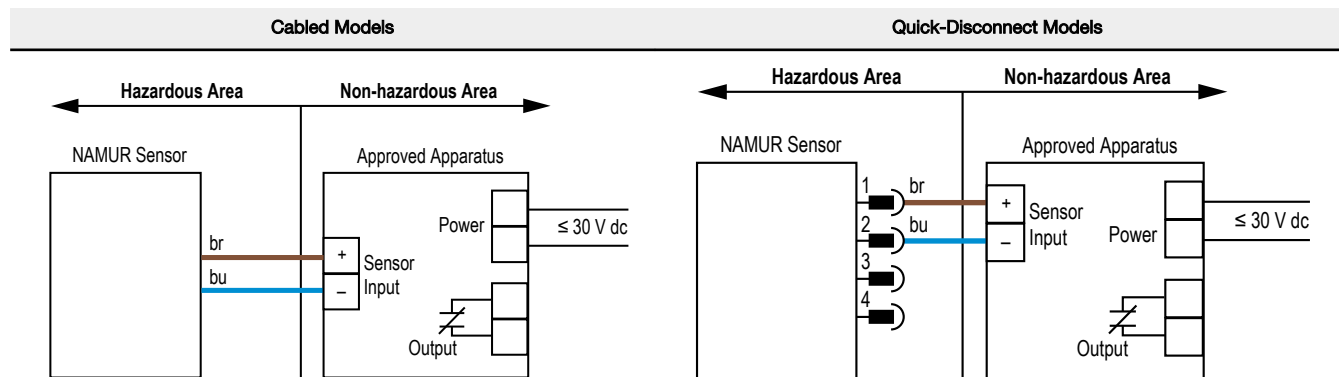 Cabled Models
Hazardous Area
Non-hazardous Area
NAMUR Sensor
Approved Apparatus
br
bu
+
–
Sensor
Input
Power
≤ 30 V dc
Output
Quick-Disconnect Models
Hazardous Area
Non-hazardous Area
NAMUR Sensor
Approved Apparatus
1
br
2
bu
3
4
+
–
Sensor
Input
Power
≤ 30 V dc
Output